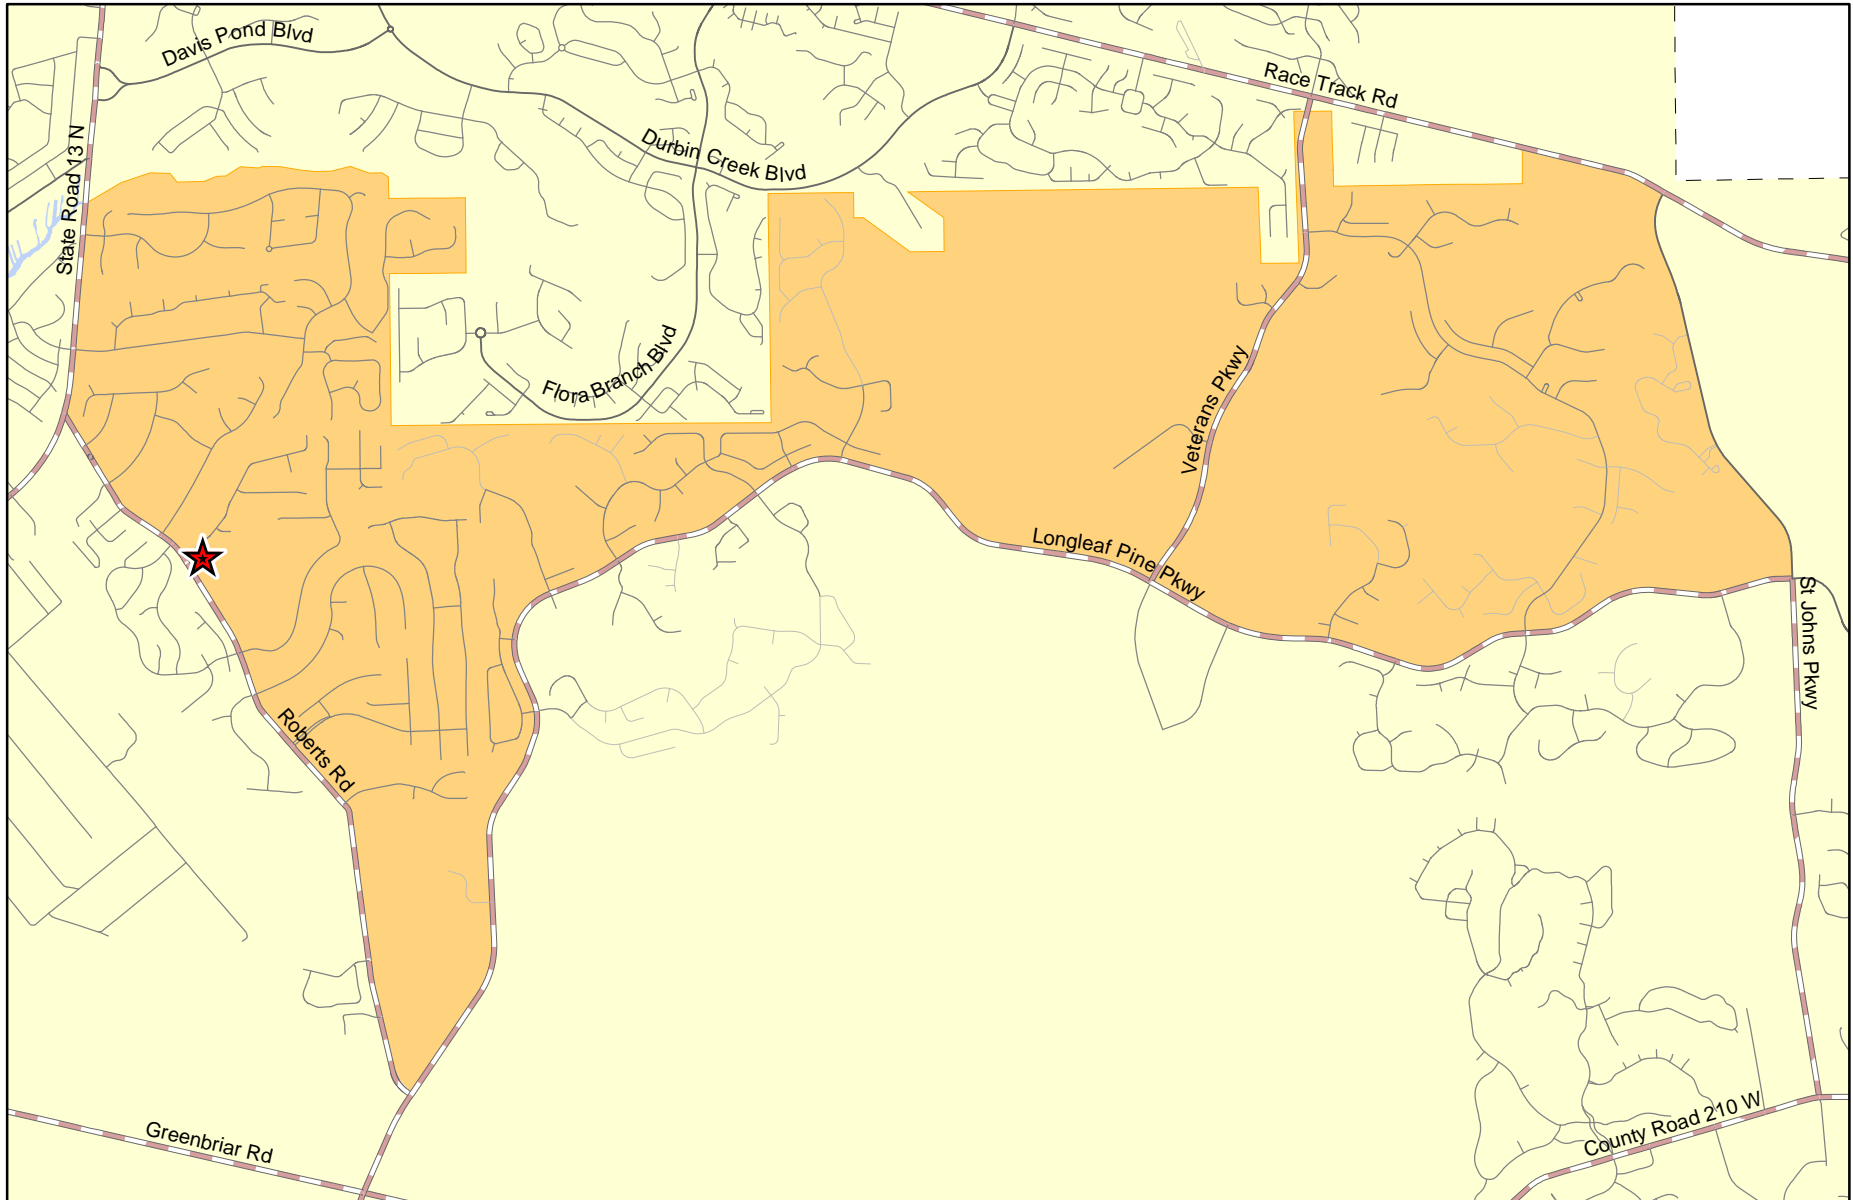 Davis Pond Blvd
Race Track Rd
Durbin Creek Blvd
State Road 13 N
Flora Branch Blvd
Veterans Pkwy
Longleaf Pine Pkwy
St Johns Pkwy
Roberts Rd
County Road 210 W
Greenbriar Rd